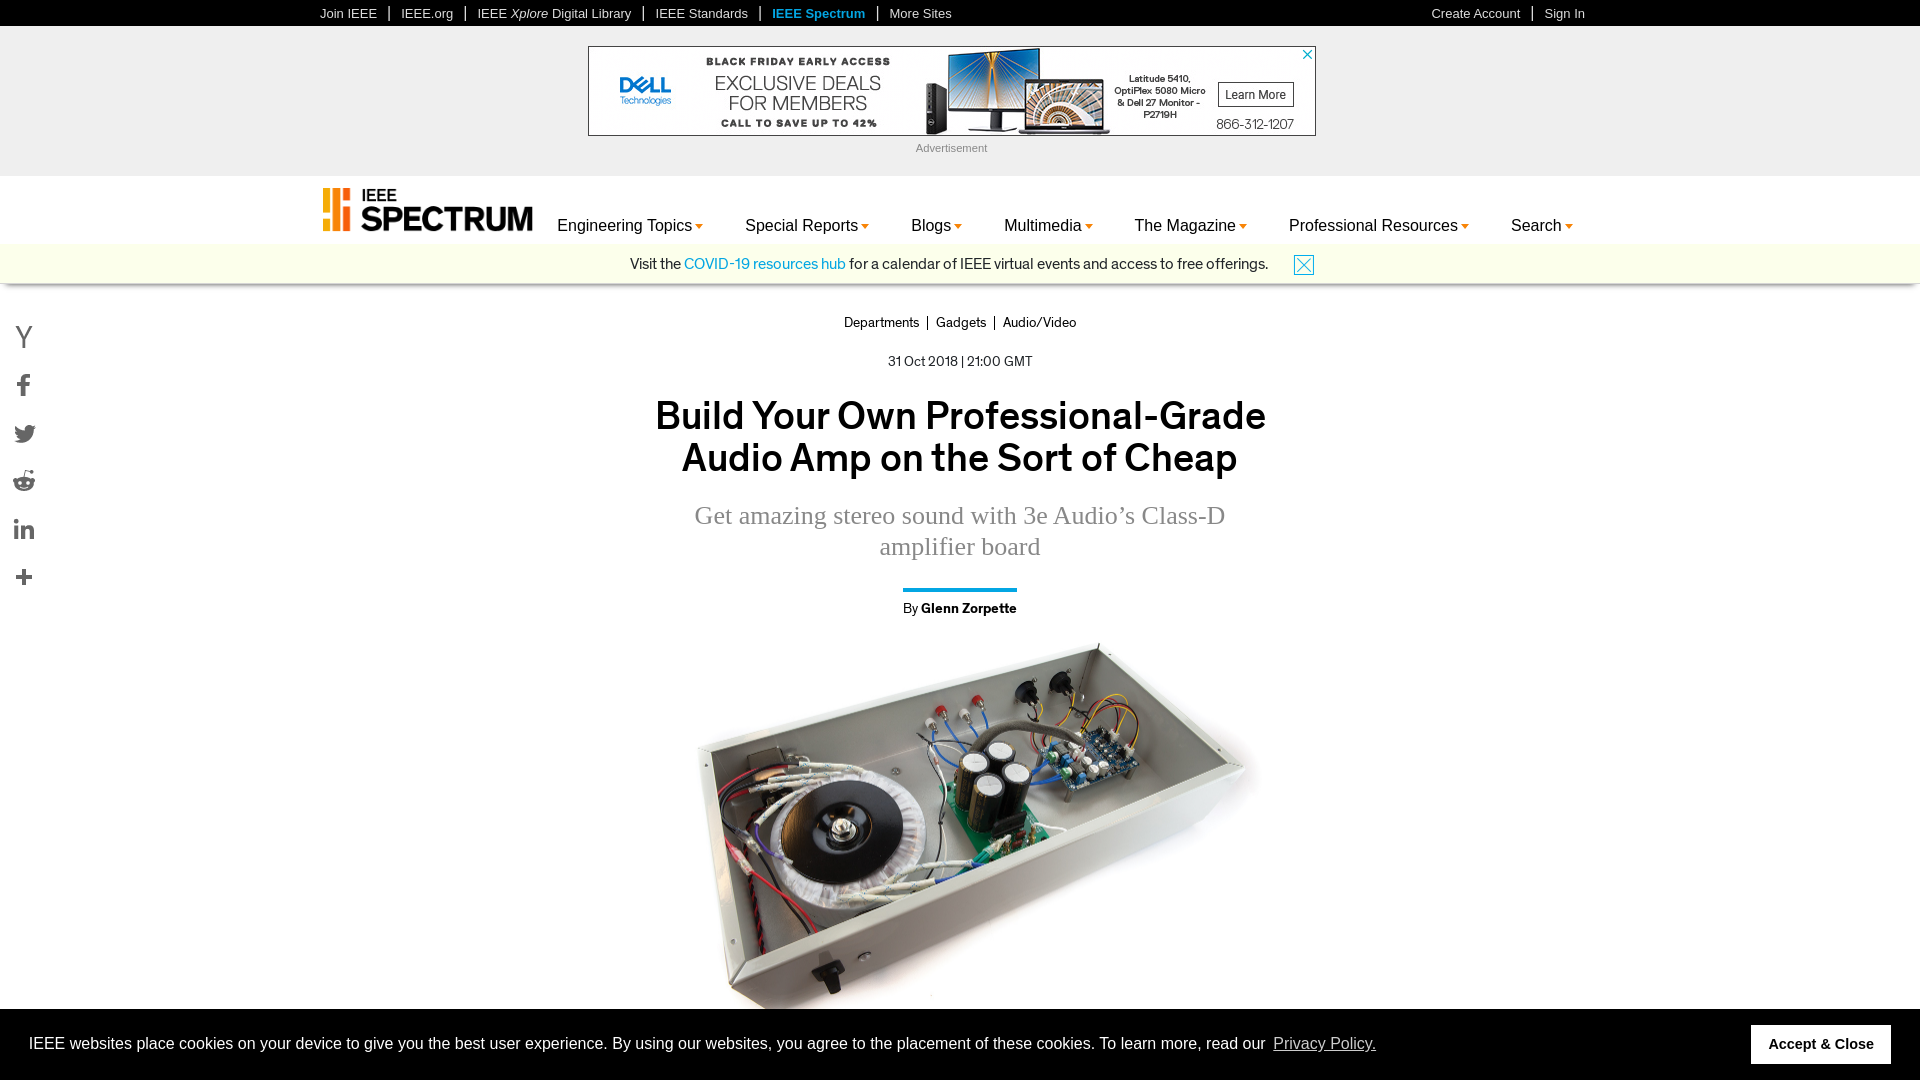 Join IEEE | IEEE.org | IEEE Xplore Digital Library | IEEE Standards | IEEE Spectrum | More Sites
Create Account | Sign In
DELL
Technologies
BLACK FRIDAY EARLY ACCESS
EXCLUSIVE DEALS
FOR MEMBERS
CALL TO SAVE UP TO 42%
Latitude 5410,
OptiPlex 5080 Micro
& Dell 27 Monitor -
P2719H
Learn More
866-312-1207
Advertisement
IEEE
SPECTRUM
Engineering Topics Special Reports Blogs Multimedia The Magazine Professional Resources Search
Visit the COVID-19 resources hub for a calendar of IEEE virtual events and access to free offerings.
Departments | Gadgets | Audio/Video
31 Oct 2018 | 21:00 GMT
Build Your Own Professional-Grade
Audio Amp on the Sort of Cheap
Get amazing stereo sound with 3e Audio’s Class-D
amplifier board
By Glenn Zorpette
IEEE websites place cookies on your device to give you the best user experience. By using our websites, you agree to the placement of these cookies. To learn more, read our Privacy Policy.
Accept & Close